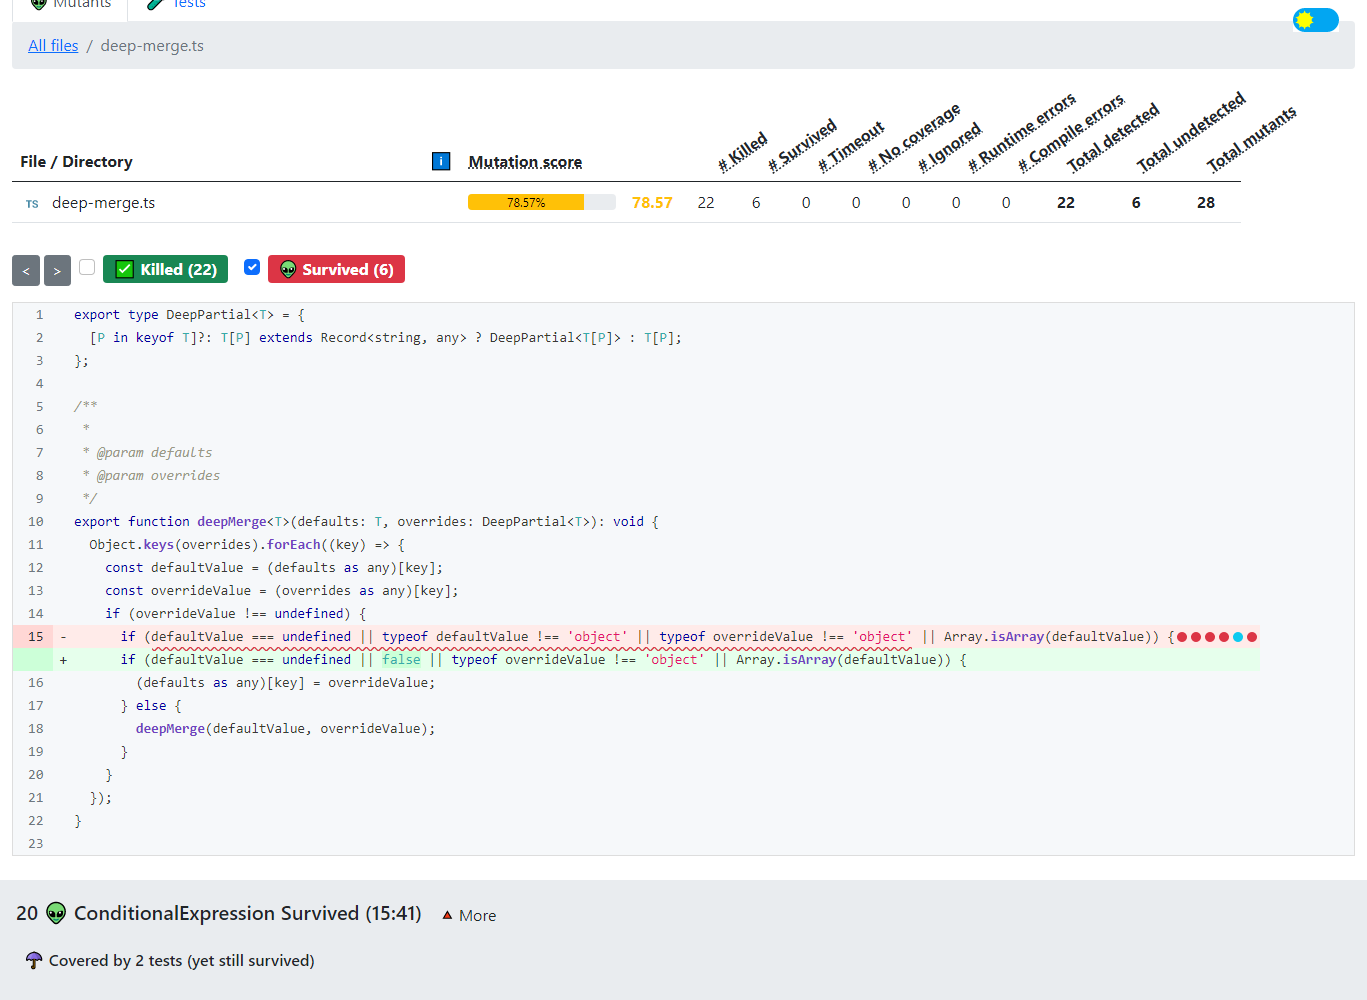 Mutants Tests
All files / deep-merge.ts
File / Directory i Mutation score # Killed # Survived # Timeout # No coverage # Ignored # Runtime errors # Compile errors Total detected Total undetected Total mutants
TS deep-merge.ts 78.57% 78.57 22 6 0 0 0 0 0 22 6 28
< > Killed (22) Survived (6)
1 export type DeepPartial<T> = {
2 [P in keyof T]?: T[P] extends Record<string, any> ? DeepPartial<T[P]> : T[P];
3 };
4
5 /**
6 *
7 * @param defaults
8 * @param overrides
9 */
10 export function deepMerge<T>(defaults: T, overrides: DeepPartial<T>): void {
11 Object.keys(overrides).forEach((key) => {
12 const defaultValue = (defaults as any)[key];
13 const overrideValue = (overrides as any)[key];
14 if (overrideValue !== undefined) {
15 - if (defaultValue === undefined || typeof defaultValue !== 'object' || typeof overrideValue !== 'object' || Array.isArray(defaultValue)) {
+ if (defaultValue === undefined || false || typeof overrideValue !== 'object' || Array.isArray(defaultValue)) {
16 (defaults as any)[key] = overrideValue;
17 } else {
18 deepMerge(defaultValue, overrideValue);
19 }
20 }
21 });
22 }
23
20 ConditionalExpression Survived (15:41) More
Covered by 2 tests (yet still survived)